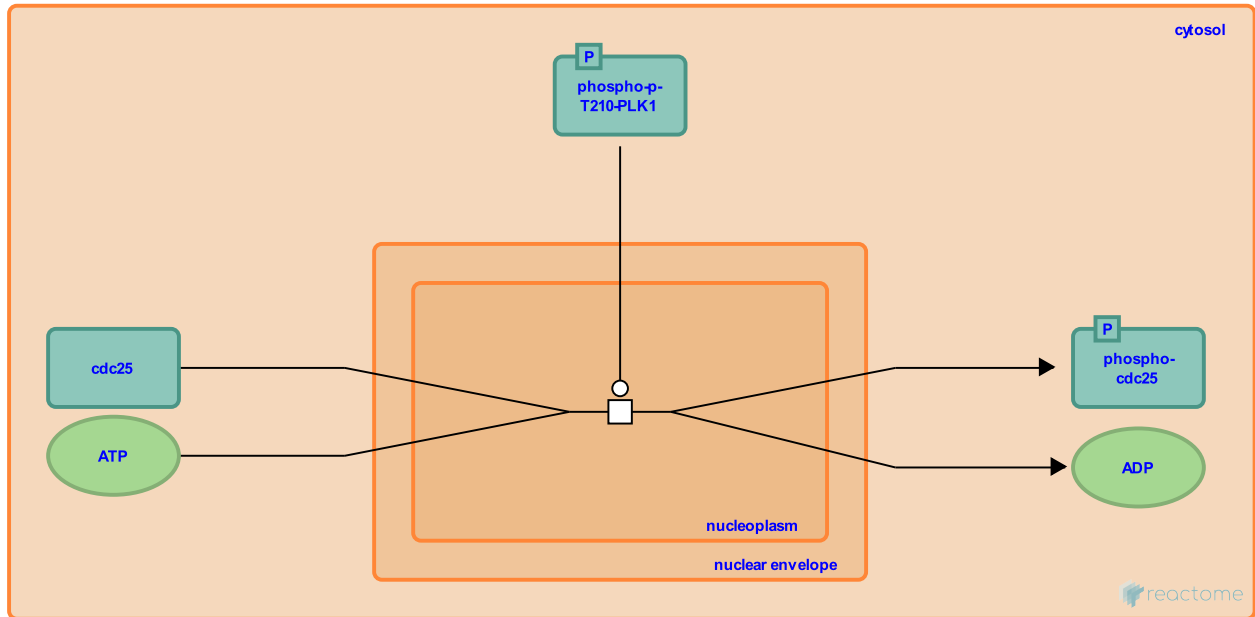 cytosol
P
phospho-p-
T210-PLK1
cdc25
ATP
P
phospho-
cdc25
ADP
nucleoplasm
nuclear envelope
reactome